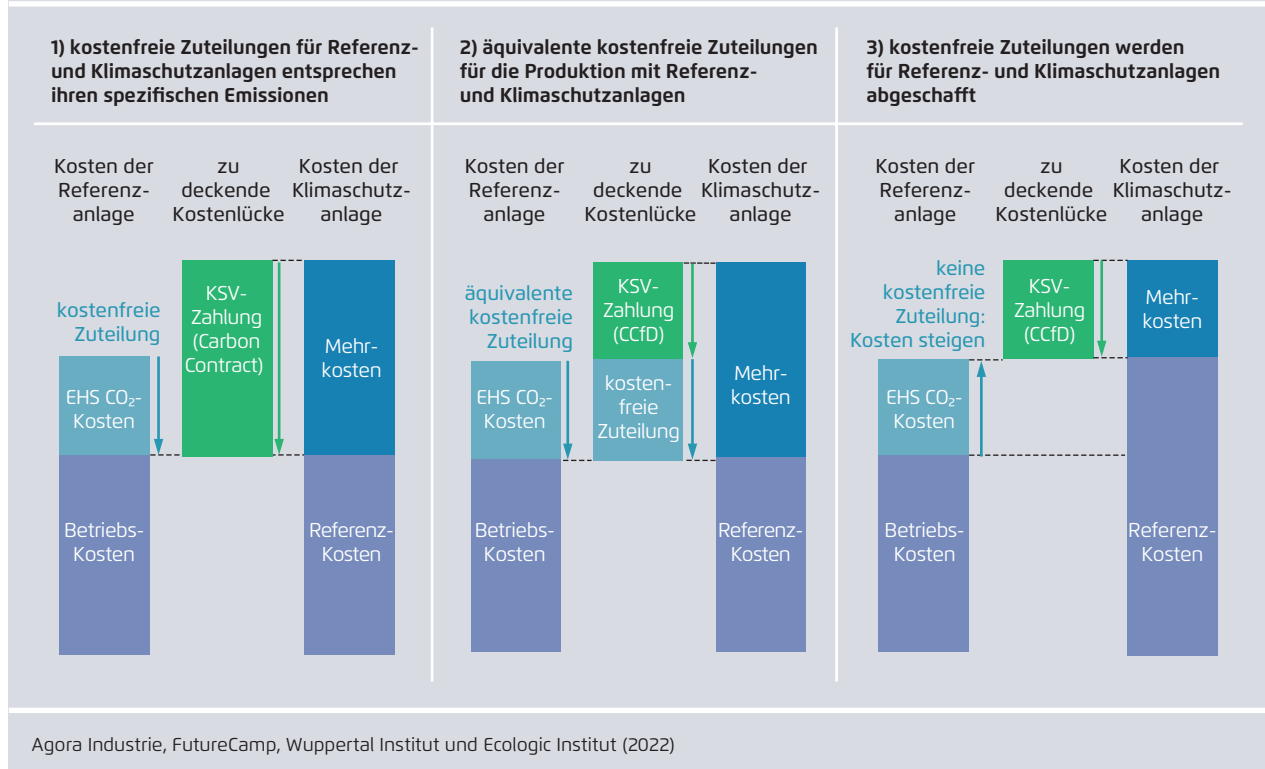 1) kostenfreie Zuteilungen für Referenz-
und Klimaschutzanlagen entsprechen
ihren spezifischen Emissionen
2) äquivalente kostenfreie Zuteilungen
für die Produktion mit Referenz-
und Klimaschutzanlagen
3) kostenfreie Zuteilungen werden
für Referenz- und Klimaschutzanlagen
abgeschafft
Kosten der
Referenz-
anlage
zu
deckende
Kostenlücke
Kosten der
Klimaschutz-
anlage
kostenfreie
Zuteilung
EHS CO₂-
Kosten
Betriebs-
Kosten
KSV-
Zahlung
(Carbon
Contract)
Mehr-
kosten
Referenz-
Kosten
Kosten der
Referenz-
anlage
zu
deckende
Kostenlücke
Kosten der
Klimaschutz-
anlage
äquivalente
kostenfreie
Zuteilung
EHS CO₂-
Kosten
Betriebs-
Kosten
KSV-
Zahlung
(CCfD)
kosten-
freie
Zuteilung
Mehr-
kosten
Referenz-
Kosten
Kosten der
Referenz-
anlage
zu
deckende
Kostenlücke
Kosten der
Klimaschutz-
anlage
keine
kostenfreie
Zuteilung:
Kosten steigen
EHS CO₂-
Kosten
Betriebs-
Kosten
KSV-
Zahlung
(CCfD)
Mehr-
kosten
Referenz-
Kosten
Agora Industrie, FutureCamp, Wuppertal Institut und Ecologic Institut (2022)